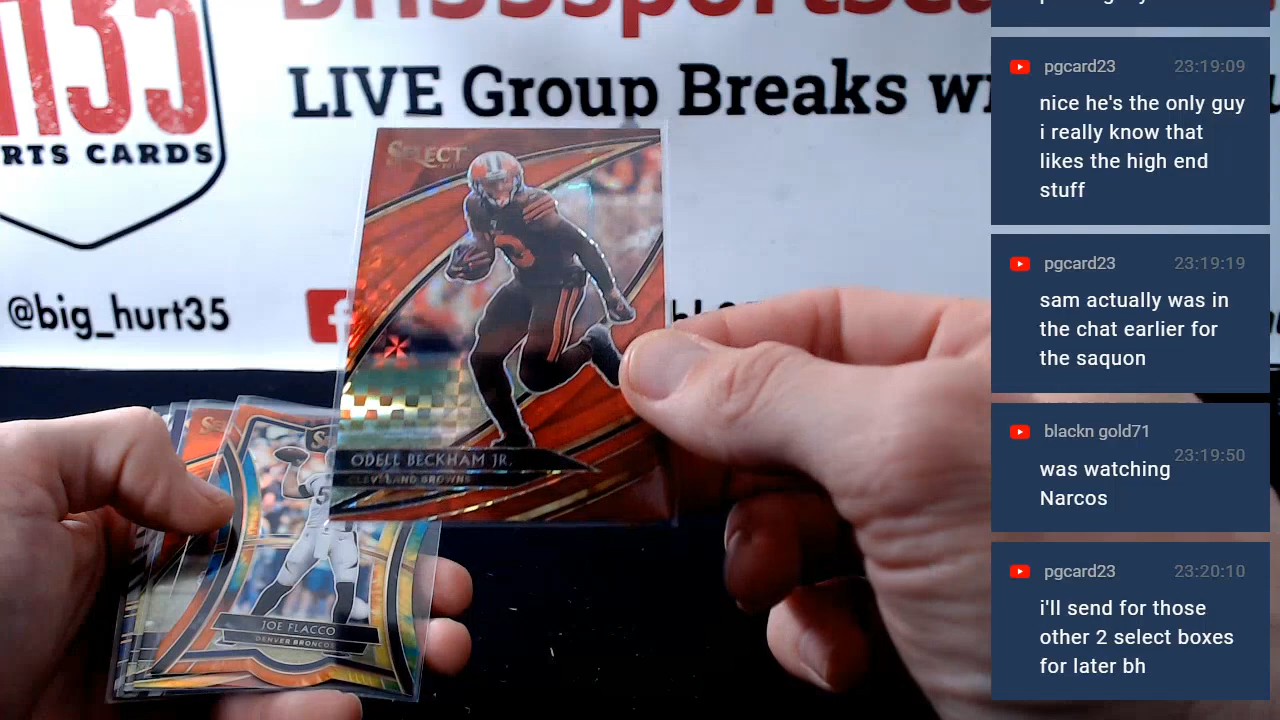 LIVE Group Breaks
RTS CARDS
@big_hurt35
SELECT
ODELL BECKHAM JR.
CLEVELAND BROWNS
JOE FLACCO
DENVER BRONCOS
pgcard23 23:19:09
nice he's the only guy
i really know that
likes the high end
stuff
pgcard23 23:19:19
sam actually was in
the chat earlier for
the saquon
blackn gold71
23:19:50
was watching
Narcos
pgcard23 23:20:10
i'll send for those
other 2 select boxes
for later bh